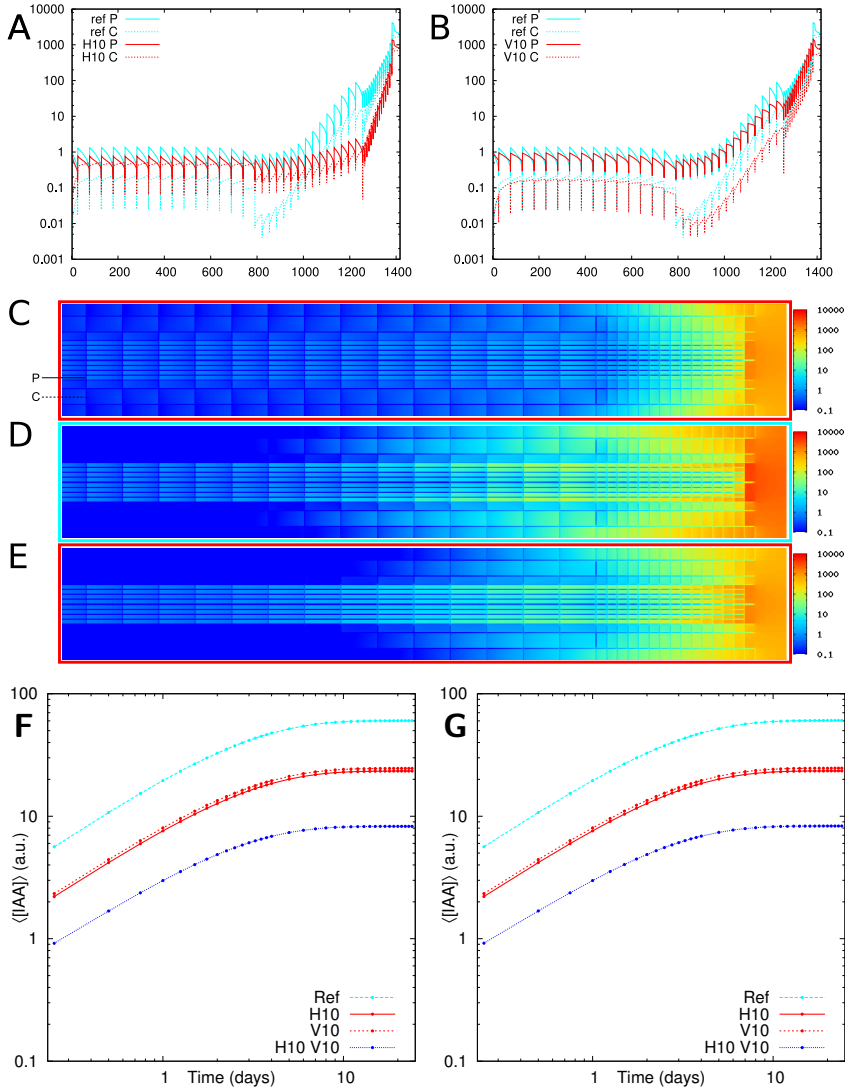 A
ref P
ref C
H10 P
H10 C
10000
1000
100
10
1
0.1
0.01
0.001
0 200 400 600 800 1000 1200 1400
B
ref P
ref C
V10 P
V10 C
10000
1000
100
10
1
0.1
0.01
0.001
0 200 400 600 800 1000 1200 1400
C
P
C
10000
1000
100
10
1
0.1
D
10000
1000
100
10
1
0.1
E
10000
1000
100
10
1
0.1
F
100
10
1
0.1
⟨[IAA]⟩ (a.u.)
Ref
H10
V10
H10 V10
1 10
Time (days)
G
100
10
1
0.1
⟨[IAA]⟩ (a.u.)
Ref
H10
V10
H10 V10
1 10
Time (days)